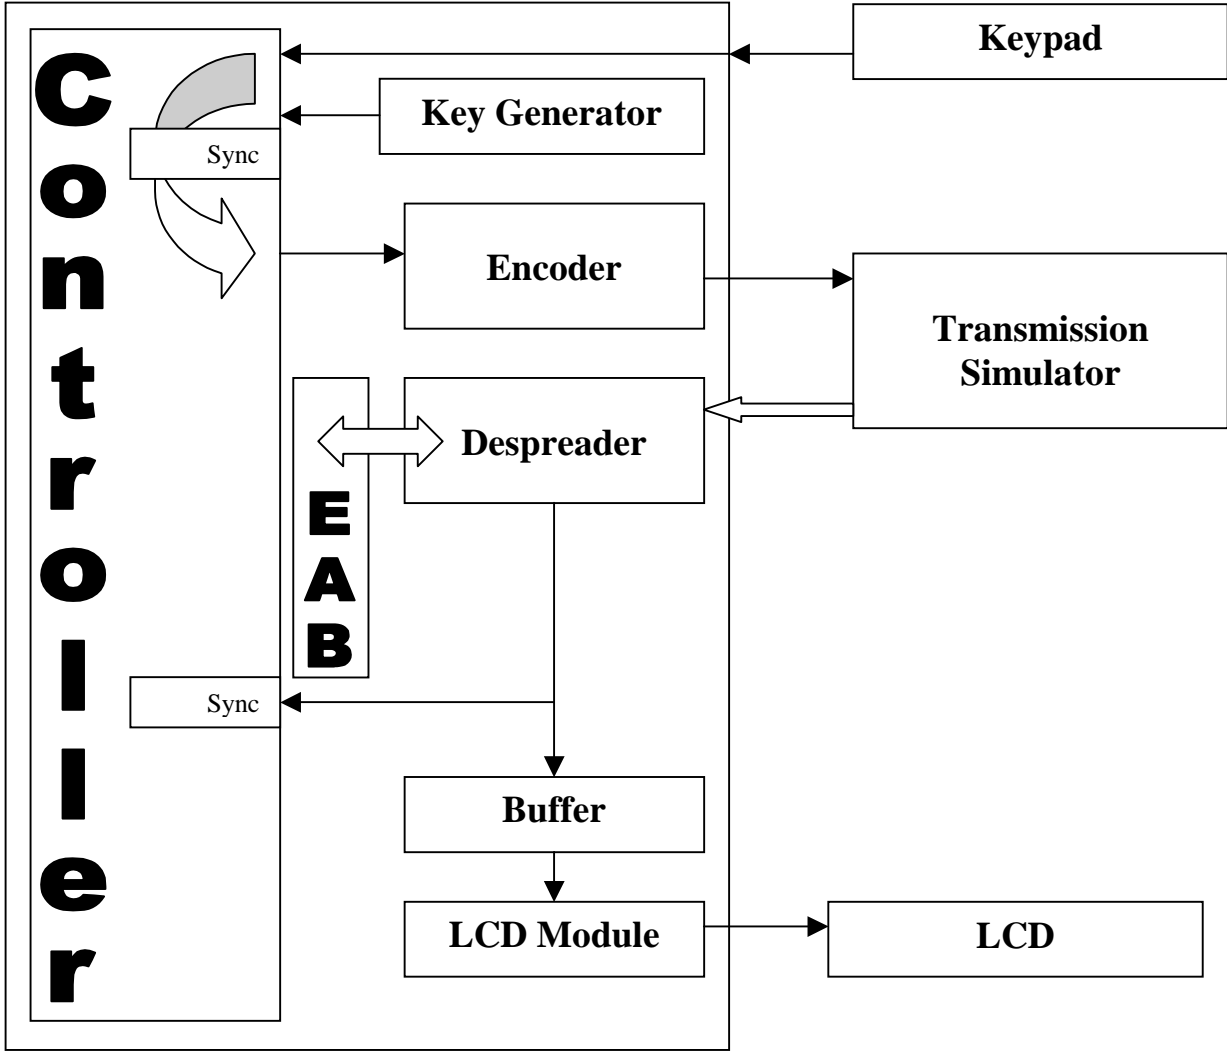 Controller
Keypad
Key Generator
Sync
Encoder
Transmission
Simulator
Despreader
EAB
Sync
Buffer
LCD Module
LCD